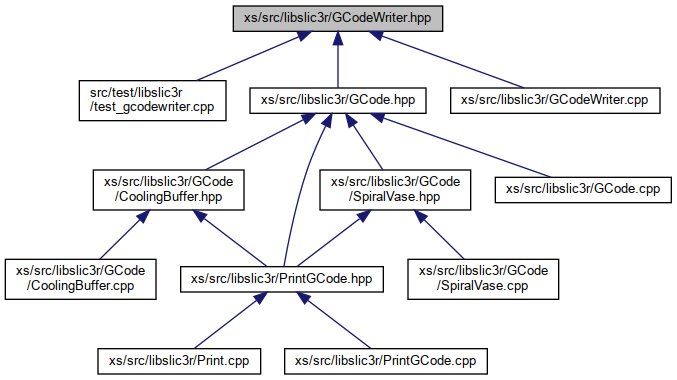 xs/src/libslic3r/GCodeWriter.hpp
src/test/libslic3r
/test_gcodewriter.cpp
xs/src/libslic3r/GCode.hpp
xs/src/libslic3r/GCodeWriter.cpp
xs/src/libslic3r/GCode
/CoolingBuffer.hpp
xs/src/libslic3r/GCode
/SpiralVase.hpp
xs/src/libslic3r/GCode.cpp
xs/src/libslic3r/GCode
/CoolingBuffer.cpp
xs/src/libslic3r/PrintGCode.hpp
xs/src/libslic3r/GCode
/SpiralVase.cpp
xs/src/libslic3r/Print.cpp
xs/src/libslic3r/PrintGCode.cpp